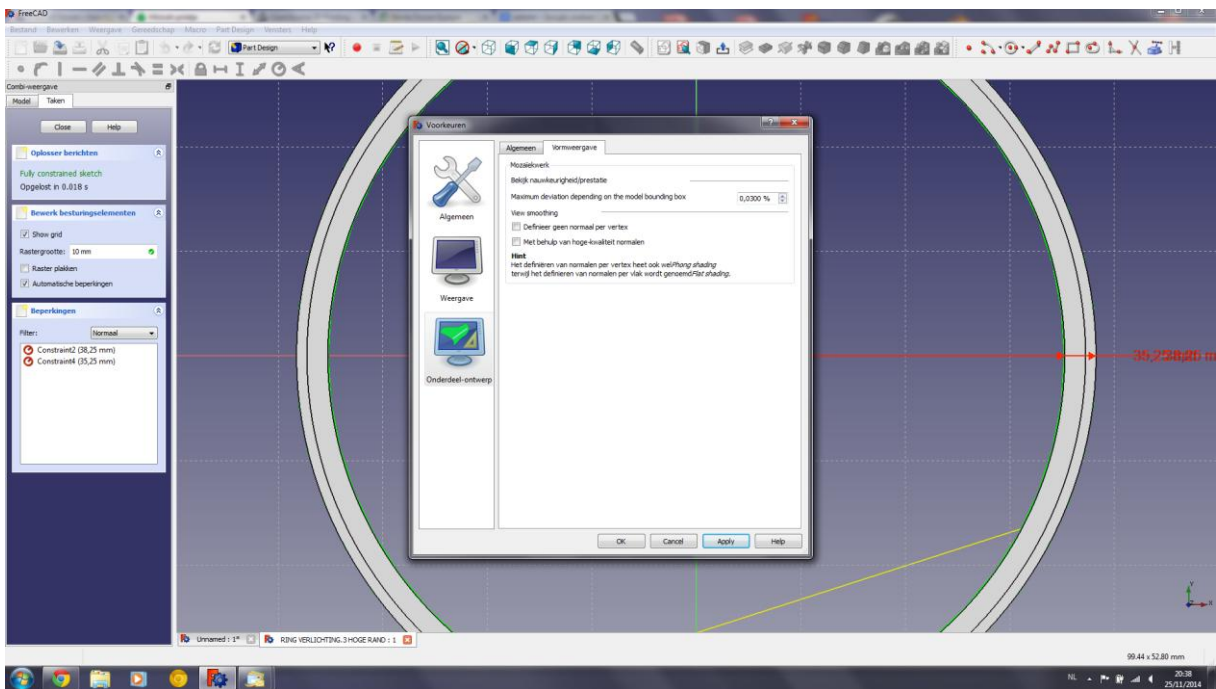 FreeCAD
Bestand Bewerken Weergave Gereedschap Macro Part Design Vensters Help
Part Design
Combi-weergave
Model Taken
Close Help
Oplosser berichten
Fully constrained sketch
Opgelost in 0.018 s
Bewerk besturingselementen
Show grid
Rastergrootte: 10 mm
Raster plakken
Automatische beperkingen
Beperkingen
Filter: Normaal
Constraint2 (38,25 mm)
Constraint4 (35,25 mm)
Voorkeuren
Algemeen
Weergave
Onderdeel-ontwerp
Algemeen Vormweergave
Mozaïekwerk
Bekijk nauwkeurigheid/prestatie
Maximum deviation depending on the model bounding box 0,0300 %
View smoothing
Definieer geen normaal per vertex
Met behulp van hoge-kwaliteit normalen
Hint
Het definiëren van normalen per vertex heet ook wel Phong shading
terwijl het definieren van normalen per vlak wordt genoemd Flat shading.
OK Cancel Apply Help
Y
X
Unnamed : 1* RING VERLICHTING.3 HOGE RAND : 1
99.44 x 52.80 mm
NL 20:38
25/11/2014